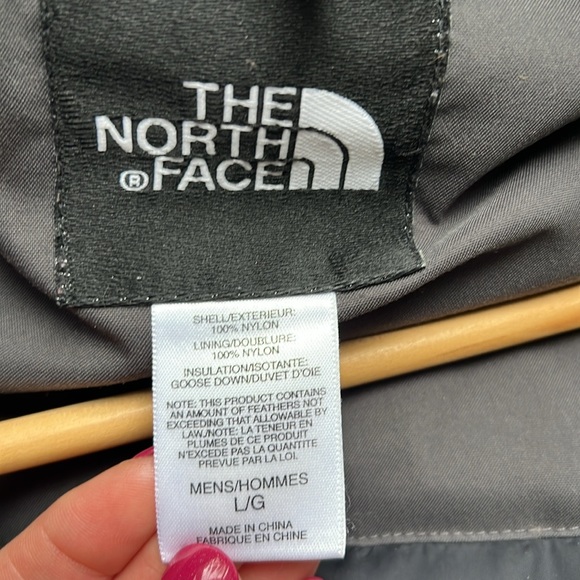 THE
NORTH
® FACE
SHELL/EXTERIEUR:
100% NYLON
LINING/DOUBLURE:
100% NYLON
INSULATION/ISOTANTE:
GOOSE DOWN/DUVET D'OIE
NOTE: THIS PRODUCT CONTAINS
AN AMOUNT OF FEATHERS NOT
EXCEEDING THAT ALLOWABLE BY
LAW./NOTE: LA TENEUR EN
PLUMES DE CE PRODUIT
N'EXCEDE PAS LA QUANTITE
PREVUE PAR LA LOI.
MENS/HOMMES
L/G
MADE IN CHINA
FABRIQUE EN CHINE